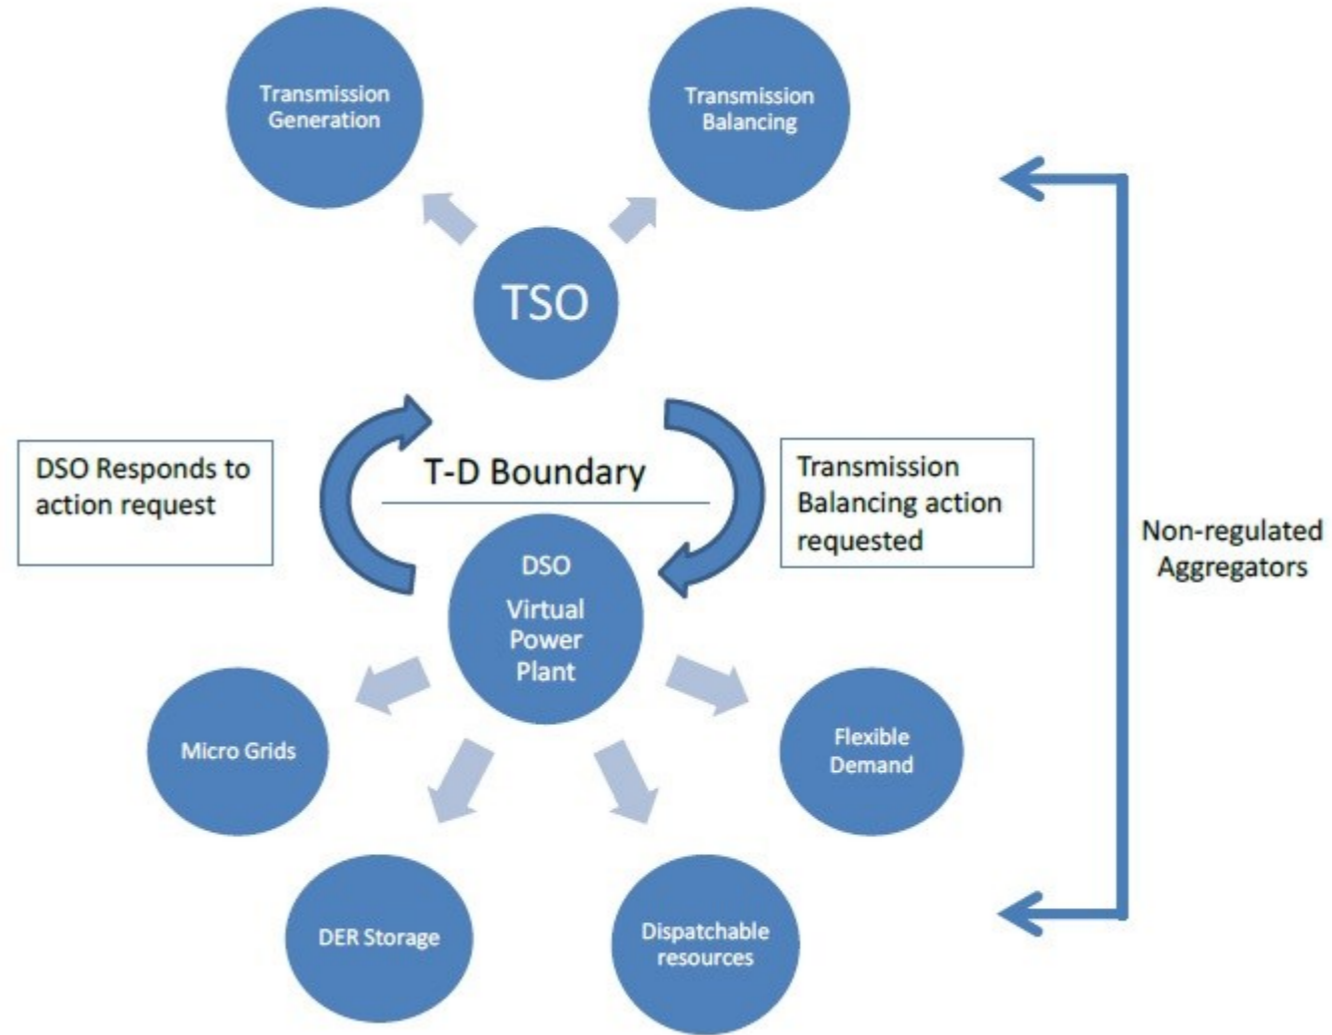 Transmission
Generation
Transmission
Balancing
TSO
DSO Responds to
action request
T-D Boundary
Transmission
Balancing action
requested
Non-regulated
Aggregators
DSO
Virtual
Power
Plant
Micro Grids
Flexible
Demand
DER Storage
Dispatchable
resources